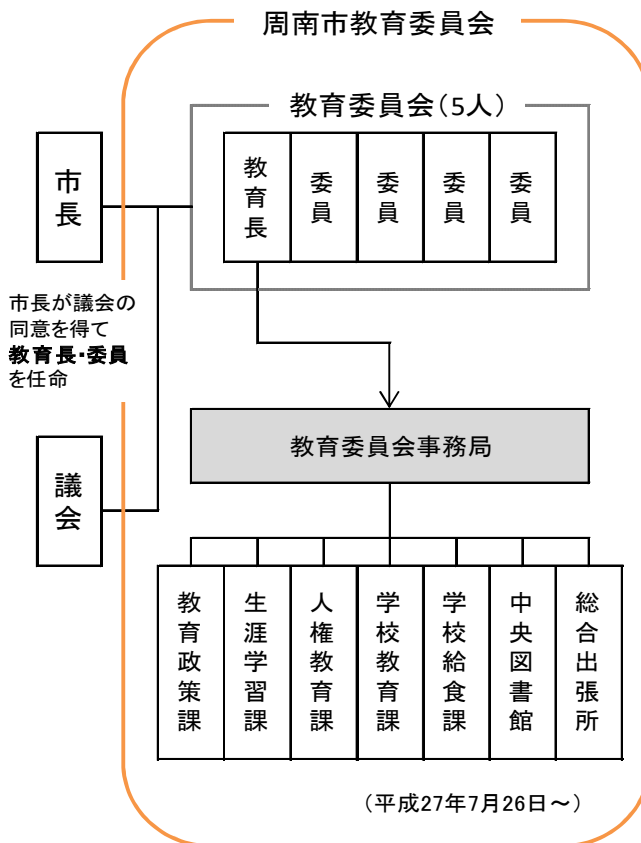 周南市教育委員会
教育委員会(5人)
市長
教育長
委員
委員
委員
委員
市長が議会の
同意を得て
教育長・委員
を任命
議会
教育委員会事務局
教育政策課
生涯学習課
人権教育課
学校教育課
学校給食課
中央図書館
総合出張所
(平成27年7月26日~)